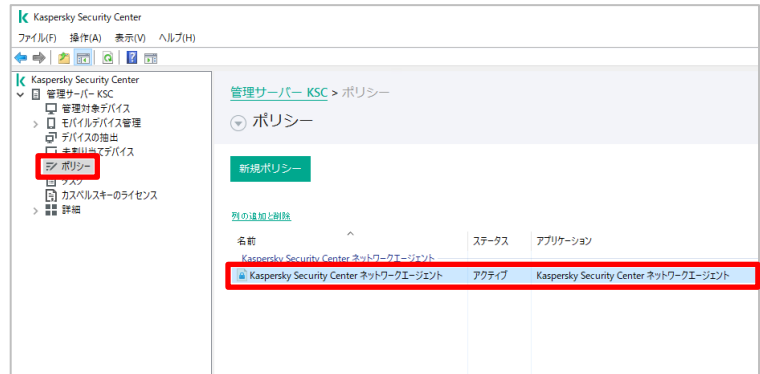 Kaspersky Security Center
ファイル(F) 操作(A) 表示(V) ヘルプ(H)
Kaspersky Security Center
管理サーバー KSC
管理対象デバイス
モバイルデバイス管理
デバイスの抽出
未割り当てデバイス
ポリシー
タスク
カスペルスキーのライセンス
詳細
管理サーバー KSC > ポリシー
ポリシー
新規ポリシー
列の追加と削除
名前 ステータス アプリケーション
Kaspersky Security Center ネットワークエージェント
Kaspersky Security Center ネットワークエージェント アクティブ Kaspersky Security Center ネットワークエージェント